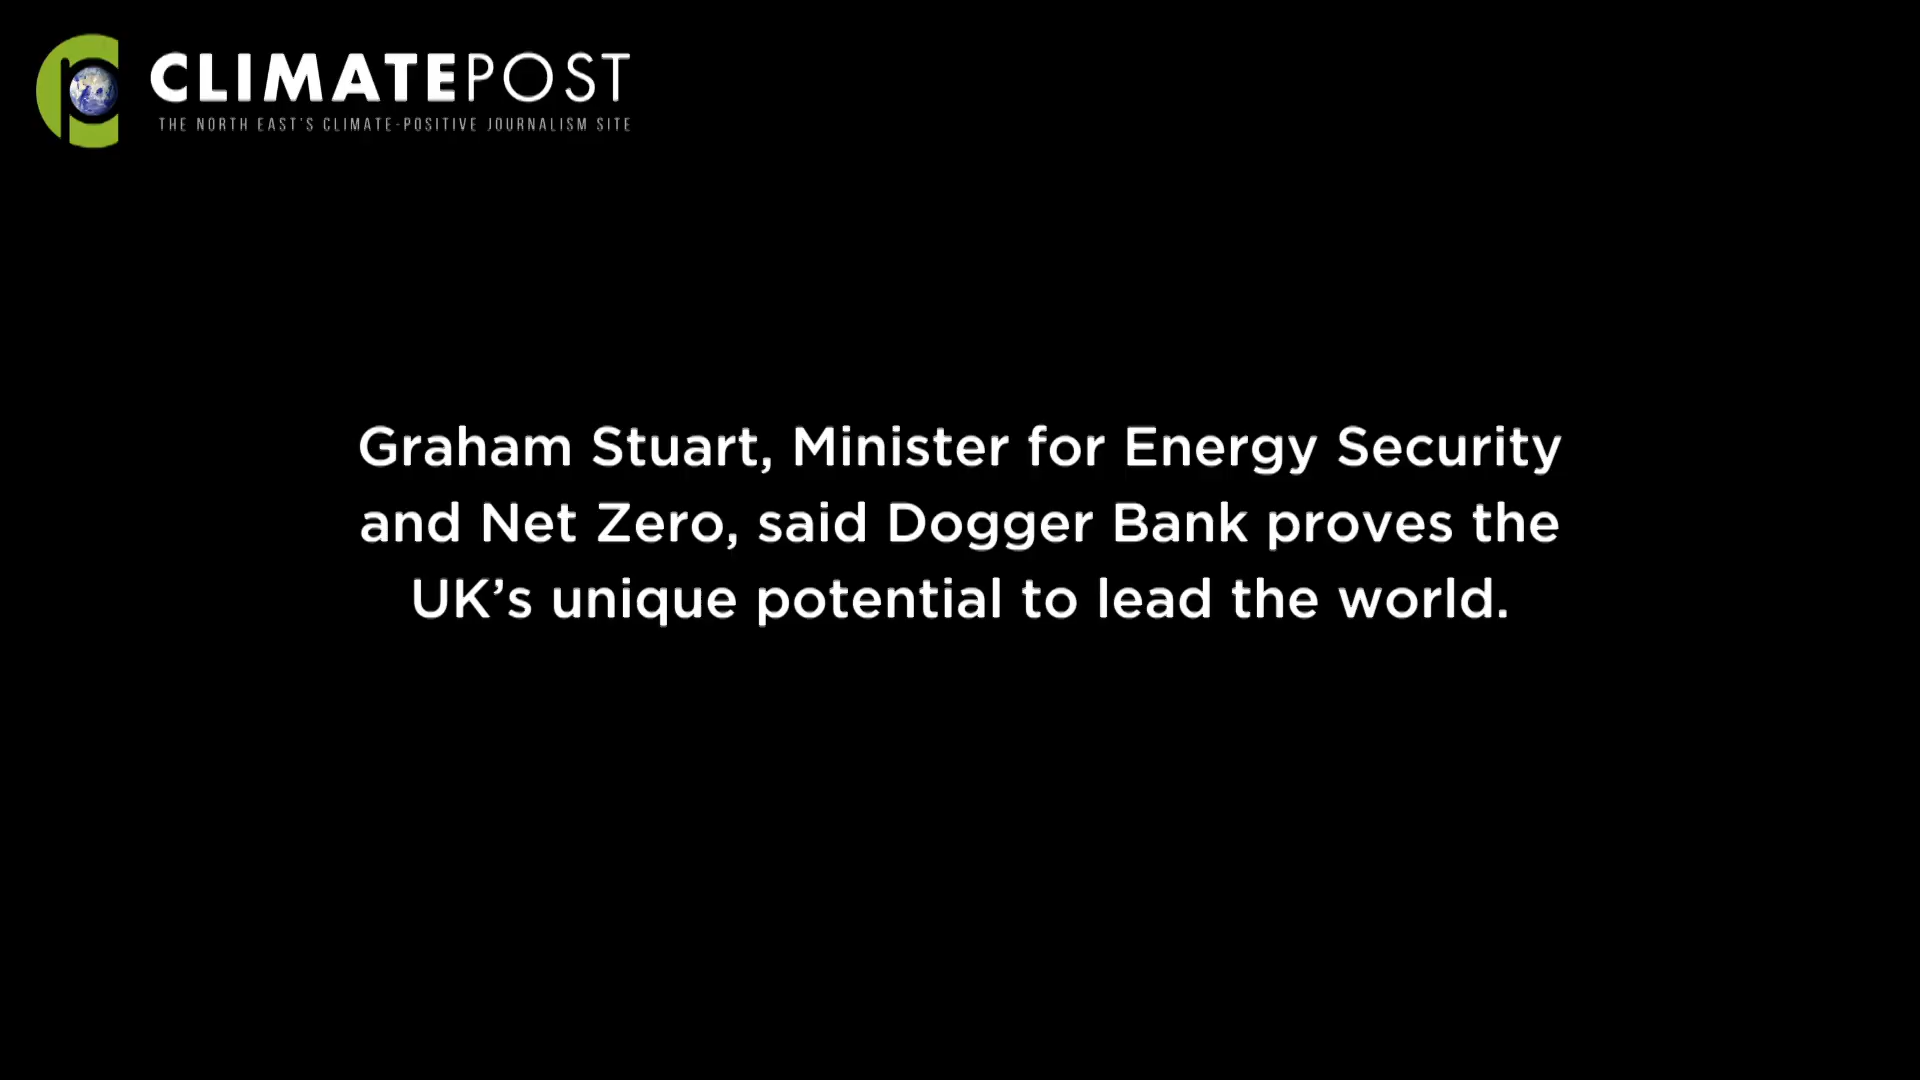 CLIMATEPOST
THE NORTH EAST'S CLIMATE-POSITIVE JOURNALISM SITE
Graham Stuart, Minister for Energy Security
and Net Zero, said Dogger Bank proves the
UK’s unique potential to lead the world.